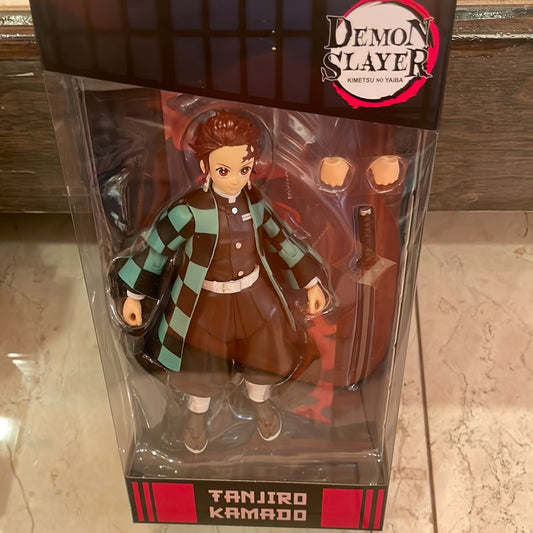 DEMON
SLAYER
KIMETSU NO YAIBA
TANJIRO
KAMADO